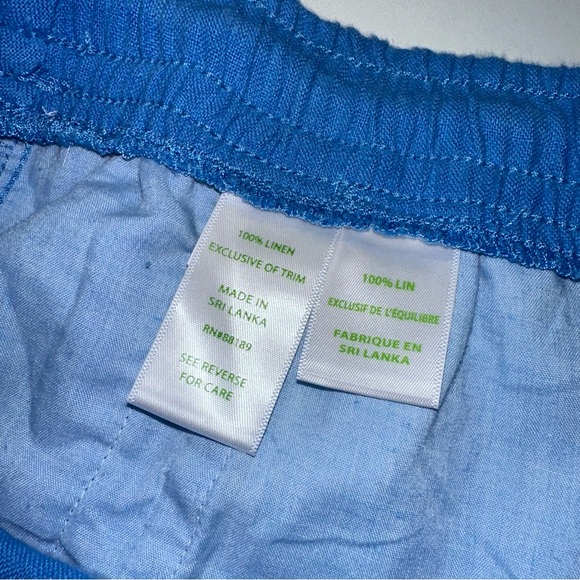 100% LINEN
EXCLUSIVE OF TRIM
MADE IN
SRI LANKA
RN#88189
SEE REVERSE
FOR CARE
100% LIN
EXCLUSIF DE L'ÉQUILIBRE
FABRIQUE EN
SRI LANKA